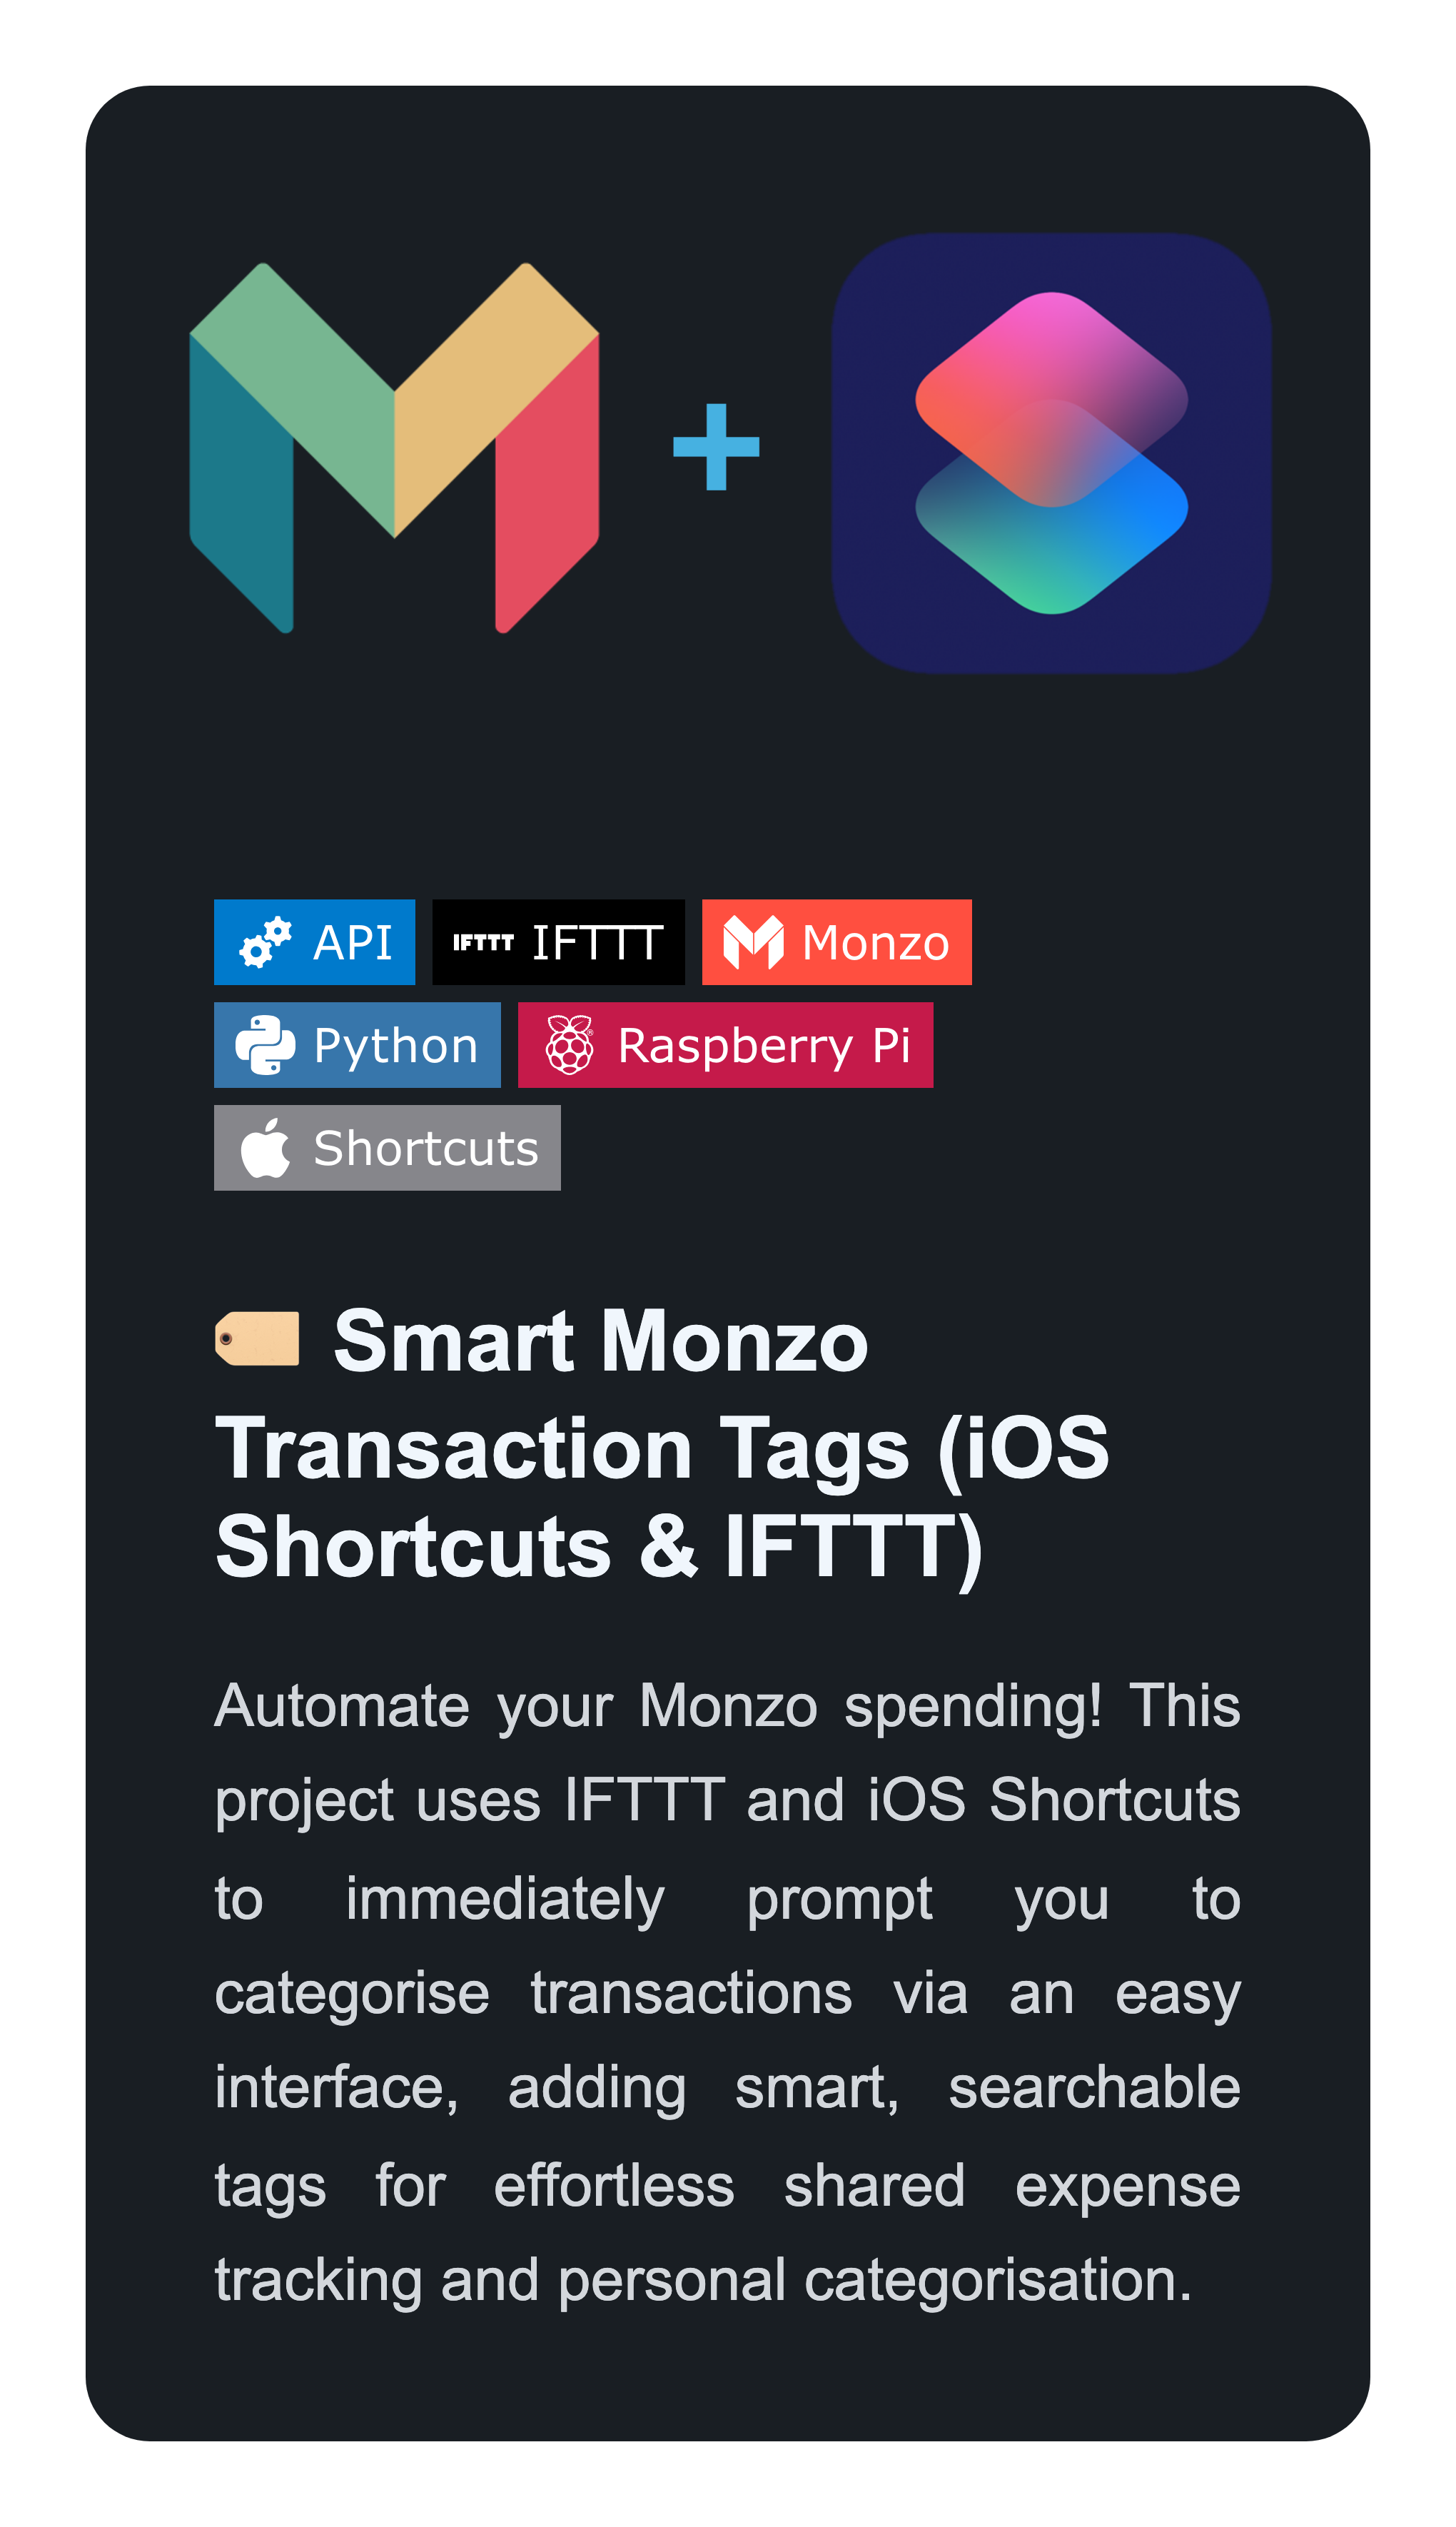 API IFTTT IFTTT Monzo
Python Raspberry Pi
Shortcuts
Smart Monzo
Transaction Tags (iOS
Shortcuts & IFTTT)
Automate your Monzo spending! This
project uses IFTTT and iOS Shortcuts
to immediately prompt you to
categorise transactions via an easy
interface, adding smart, searchable
tags for effortless shared expense
tracking and personal categorisation.